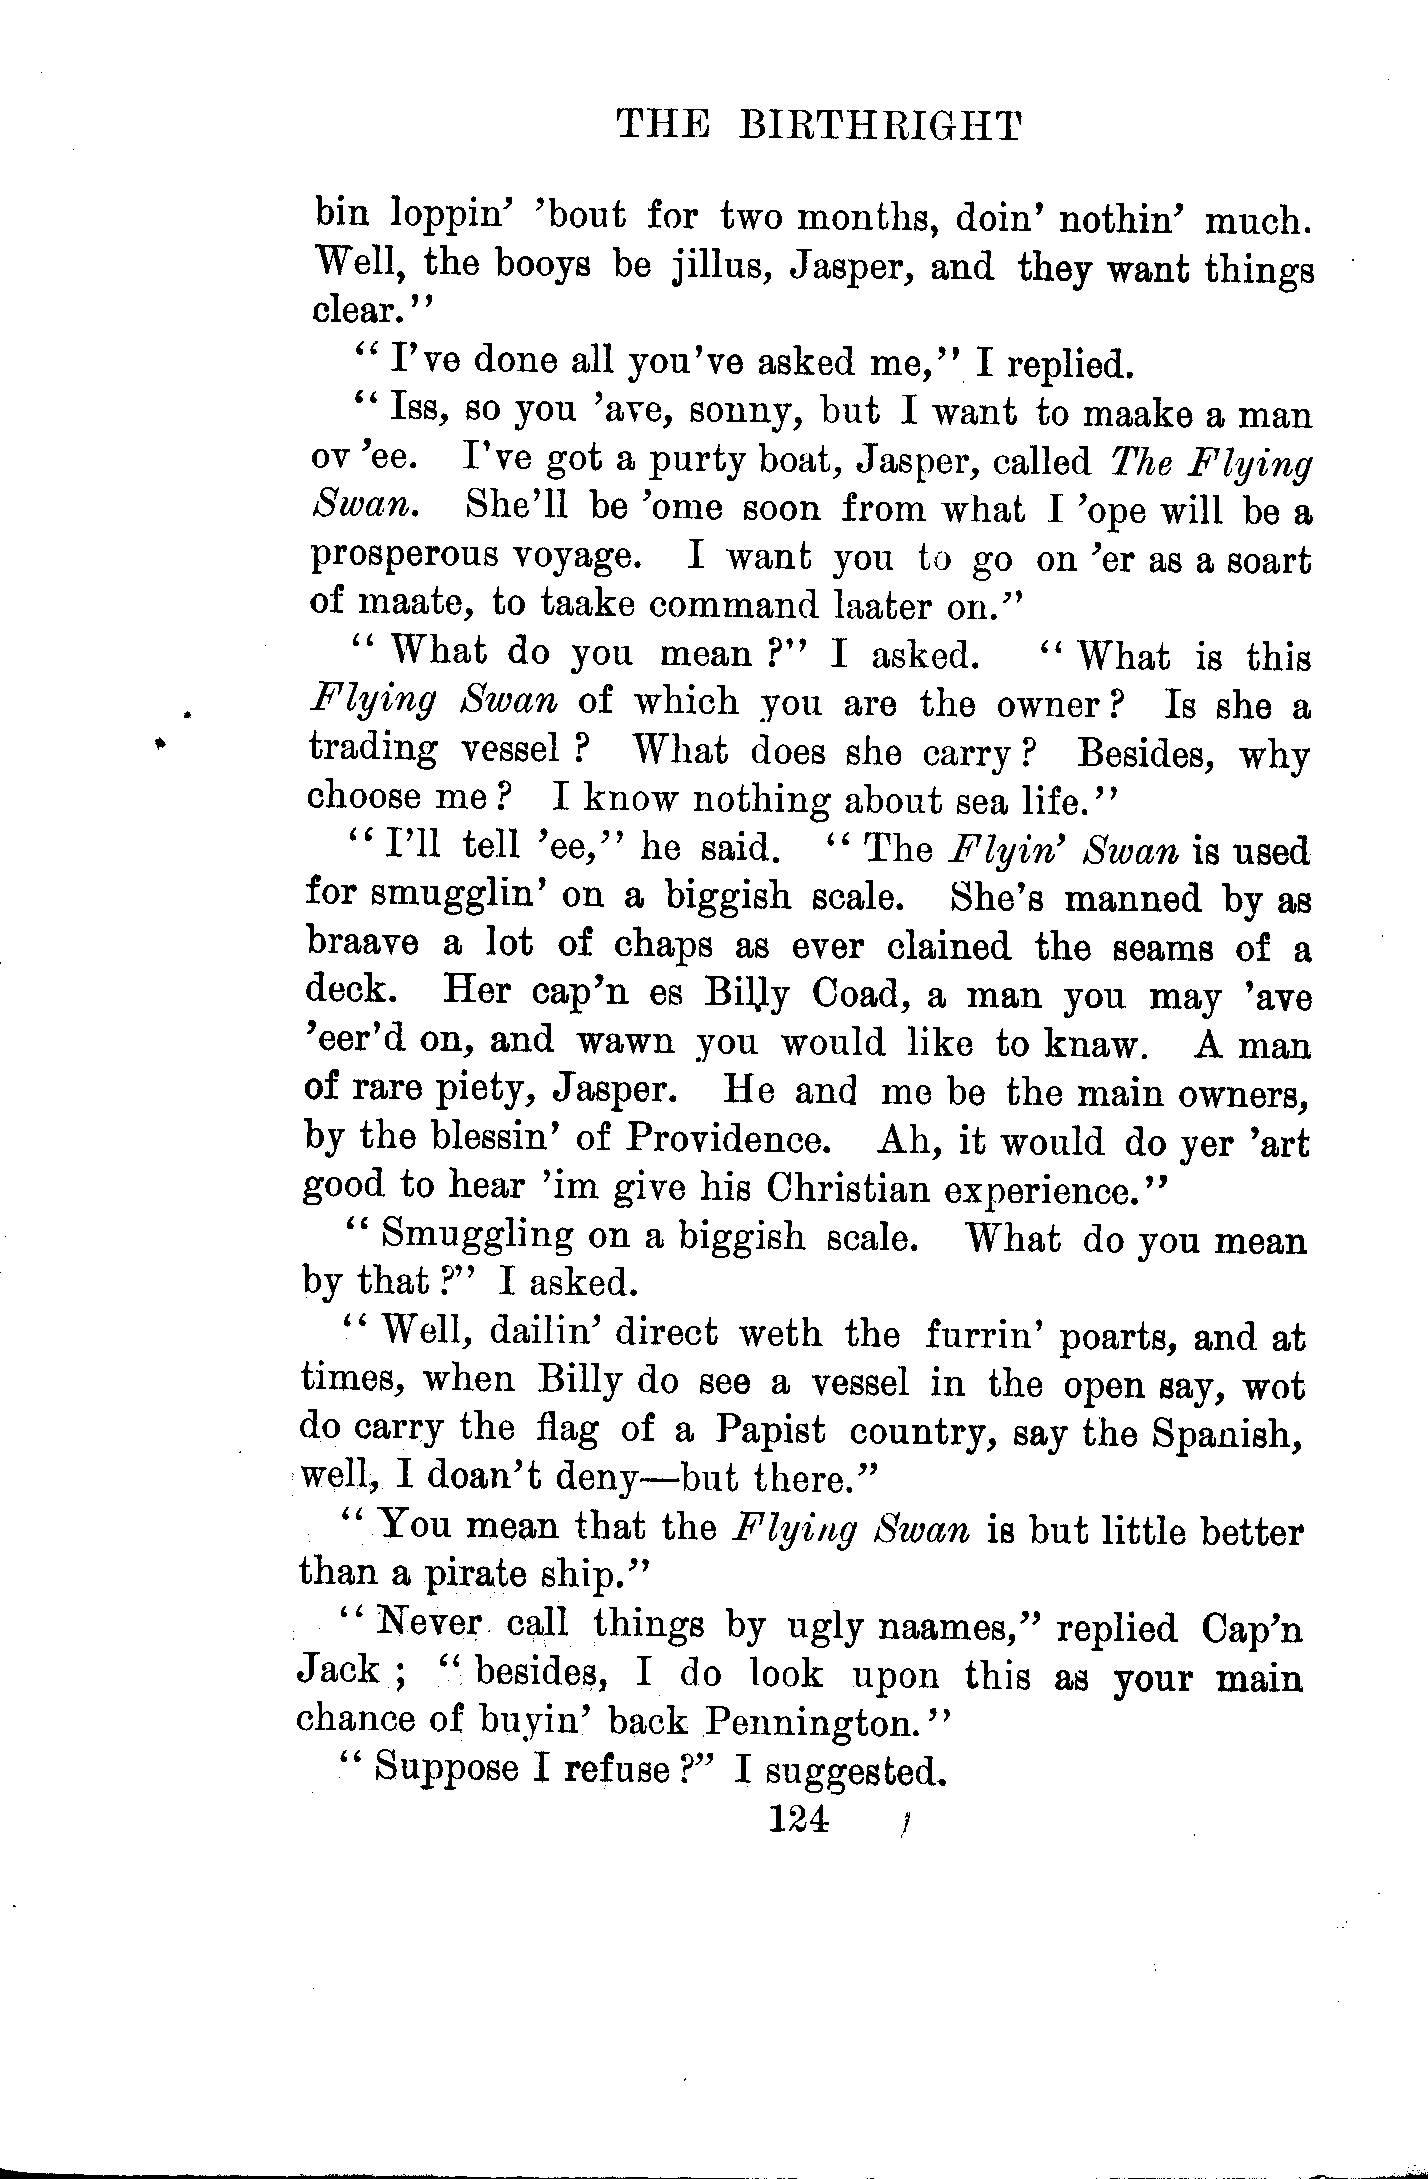 THE BIRTHRIGHT
bin loppin' 'bout for two months, doin' nothin' much.
Well, the booys be jillus, Jasper, and they want things
clear."
"I've done all you've asked me," I replied.
"Iss, so you 'ave, sonny, but I want to maake a man
ov 'ee. I've got a purty boat, Jasper, called The Flying
Swan. She'll be 'ome soon from what I 'ope will be a
prosperous voyage. I want you to go on 'er as a soart
of maate, to taake command laater on."
"What do you mean?" I asked. "What is this
Flying Swan of which you are the owner? Is she a
trading vessel? What does she carry? Besides, why
choose me? I know nothing about sea life."
"I'll tell 'ee," he said. "The Flyin' Swan is used
for smugglin' on a biggish scale. She's manned by as
braave a lot of chaps as ever clained the seams of a
deck. Her cap'n es Billy Coad, a man you may 'ave
'eer'd on, and wawn you would like to knaw. A man
of rare piety, Jasper. He and me be the main owners,
by the blessin' of Providence. Ah, it would do yer 'art
good to hear 'im give his Christian experience."
"Smuggling on a biggish scale. What do you mean
by that?" I asked.
"Well, dailin' direct weth the furrin' poarts, and at
times, when Billy do see a vessel in the open say, wot
do carry the flag of a Papist country, say the Spanish,
well, I doan't deny—but there."
"You mean that the Flying Swan is but little better
than a pirate ship."
"Never call things by ugly naames," replied Cap'n
Jack; "besides, I do look upon this as your main
chance of buyin' back Pennington."
"Suppose I refuse?" I suggested.
124